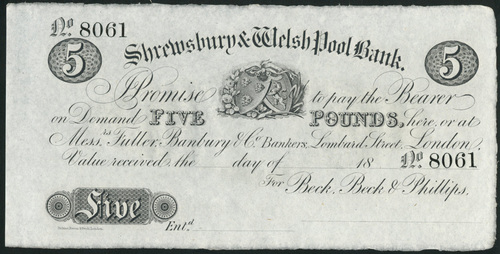 No. 8061
Shrewsbury & Welsh Pool Bank.
5 5
I Promise to pay the Bearer
on Demand FIVE POUNDS, here, or at
Mess.rs Fuller, Banbury & Co. Bankers, Lombard Street, London,
Value received the day of 18 No. 8061
For Beck, Beck & Phillips.
Five
Ent.d